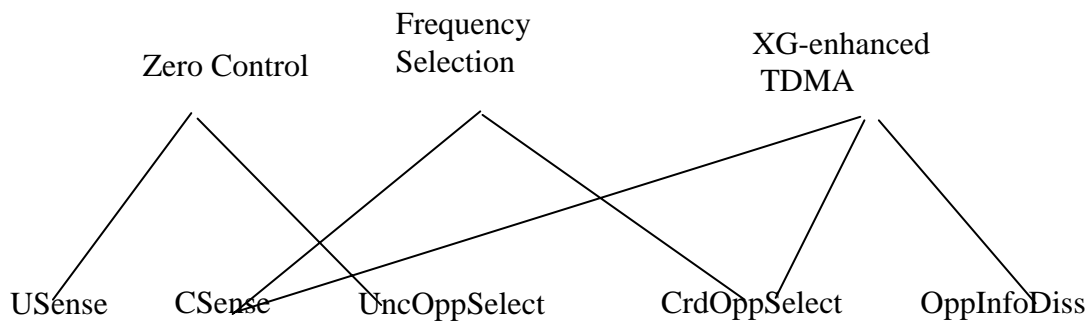 Zero Control
Frequency
Selection
XG-enhanced
TDMA
USense
CSense
UncOppSelect
CrdOppSelect
OppInfoDiss